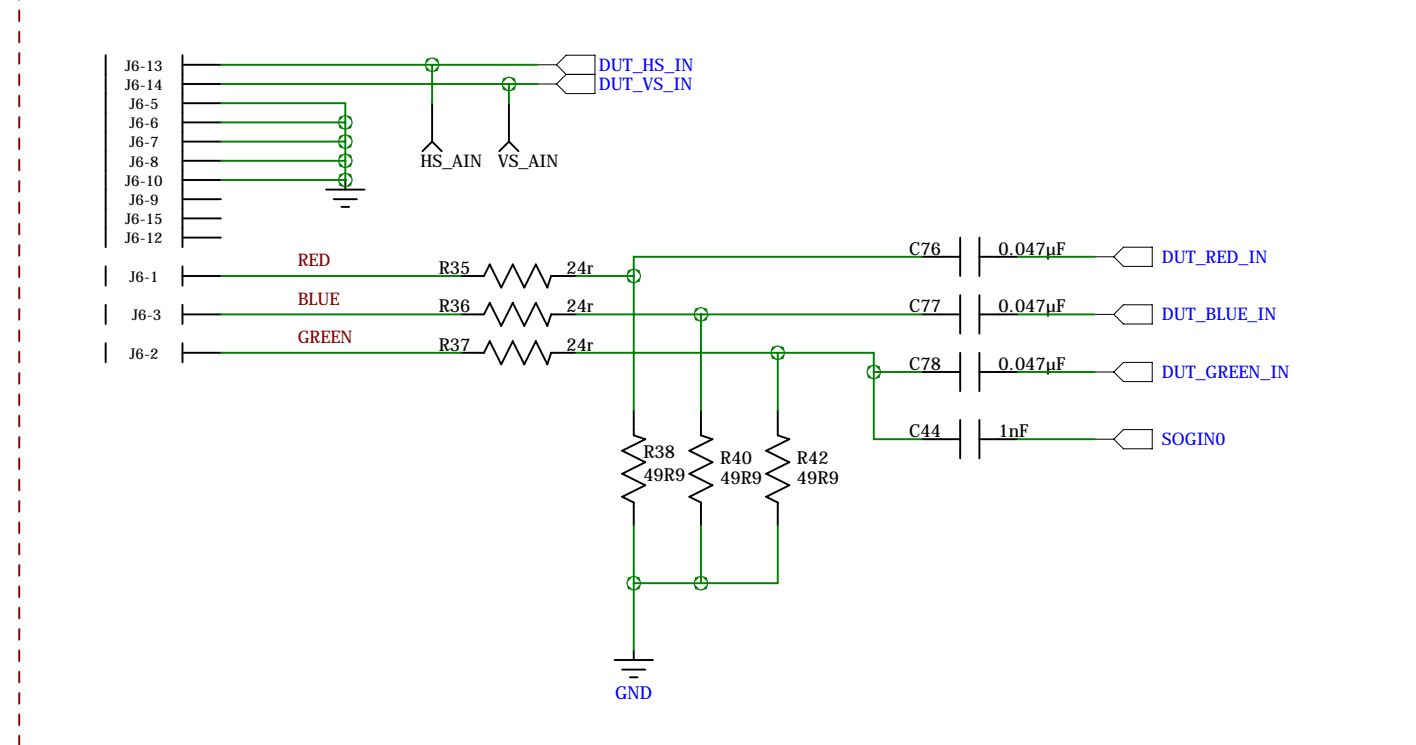 J6-13
DUT_HS_IN
J6-14
DUT_VS_IN
J6-5
J6-6
J6-7
J6-8
HS_AIN
VS_AIN
J6-10
J6-9
J6-15
J6-12
C76
0.047µF
DUT_RED_IN
RED
J6-1
R35
24r
BLUE
J6-3
R36
24r
C77
0.047µF
DUT_BLUE_IN
GREEN
J6-2
R37
24r
C78
0.047µF
DUT_GREEN_IN
C44
1nF
SOGIN0
R38
49R9
R40
49R9
R42
49R9
GND